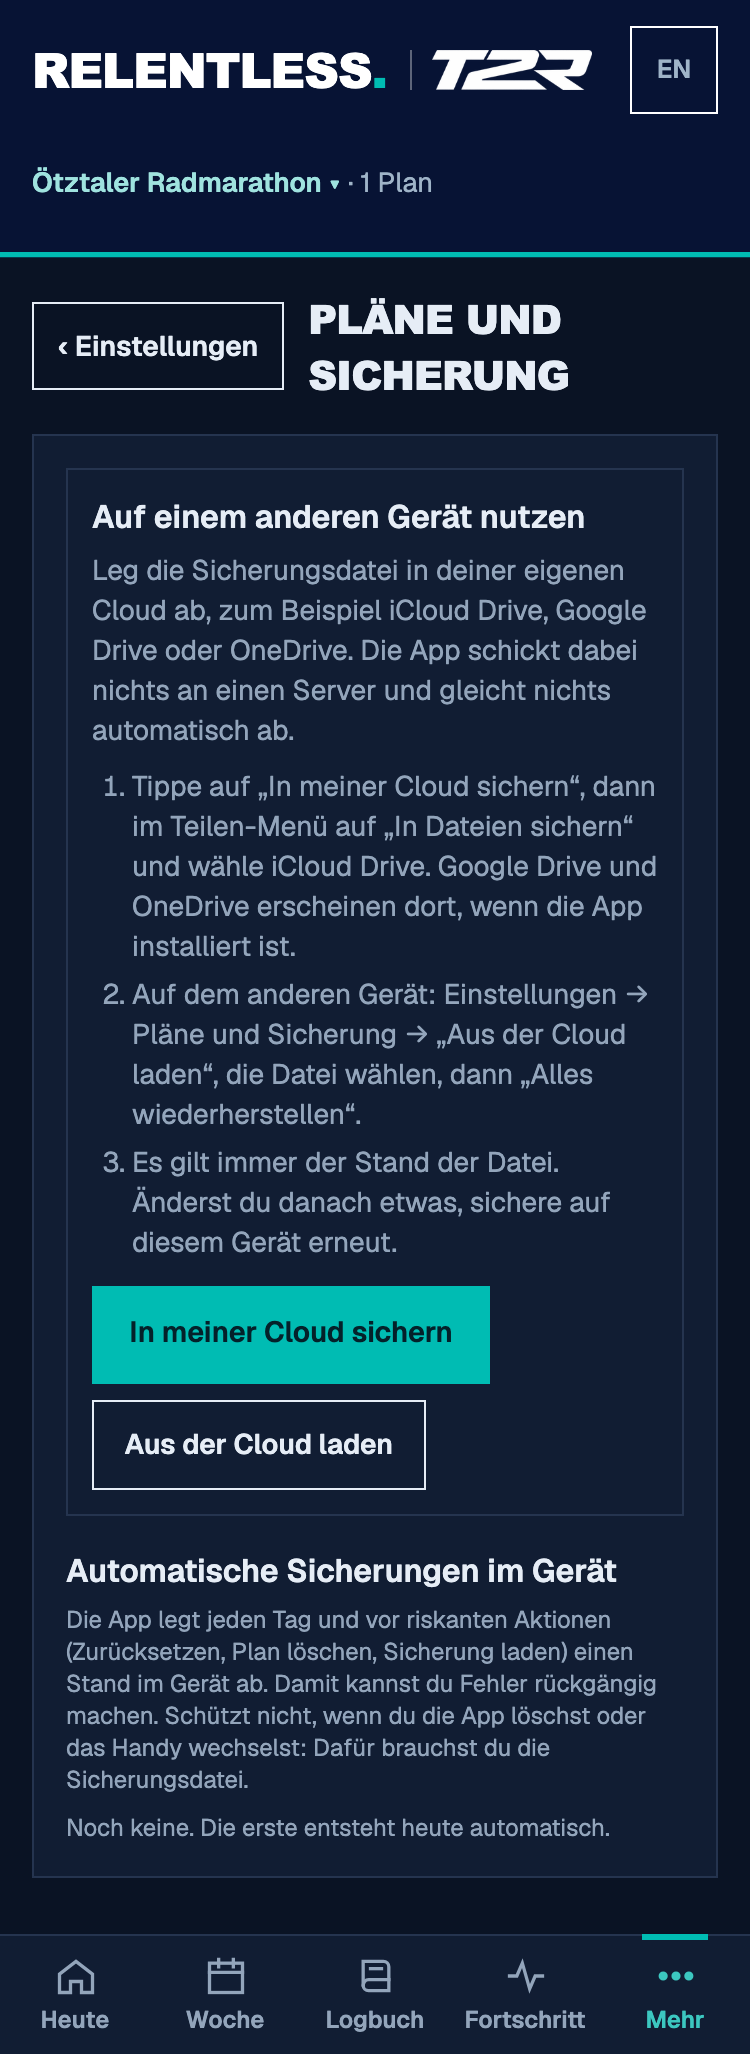 RELENTLESS. T2R EN
Ötztaler Radmarathon ▾ · 1 Plan
‹ Einstellungen
PLÄNE UND
SICHERUNG
Auf einem anderen Gerät nutzen
Leg die Sicherungsdatei in deiner eigenen
Cloud ab, zum Beispiel iCloud Drive, Google
Drive oder OneDrive. Die App schickt dabei
nichts an einen Server und gleicht nichts
automatisch ab.
1. Tippe auf „In meiner Cloud sichern“, dann
im Teilen-Menü auf „In Dateien sichern“
und wähle iCloud Drive. Google Drive und
OneDrive erscheinen dort, wenn die App
installiert ist.
2. Auf dem anderen Gerät: Einstellungen →
Pläne und Sicherung → „Aus der Cloud
laden“, die Datei wählen, dann „Alles
wiederherstellen“.
3. Es gilt immer der Stand der Datei.
Änderst du danach etwas, sichere auf
diesem Gerät erneut.
In meiner Cloud sichern
Aus der Cloud laden
Automatische Sicherungen im Gerät
Die App legt jeden Tag und vor riskanten Aktionen
(Zurücksetzen, Plan löschen, Sicherung laden) einen
Stand im Gerät ab. Damit kannst du Fehler rückgängig
machen. Schützt nicht, wenn du die App löschst oder
das Handy wechselst: Dafür brauchst du die
Sicherungsdatei.
Noch keine. Die erste entsteht heute automatisch.
Heute Woche Logbuch Fortschritt Mehr